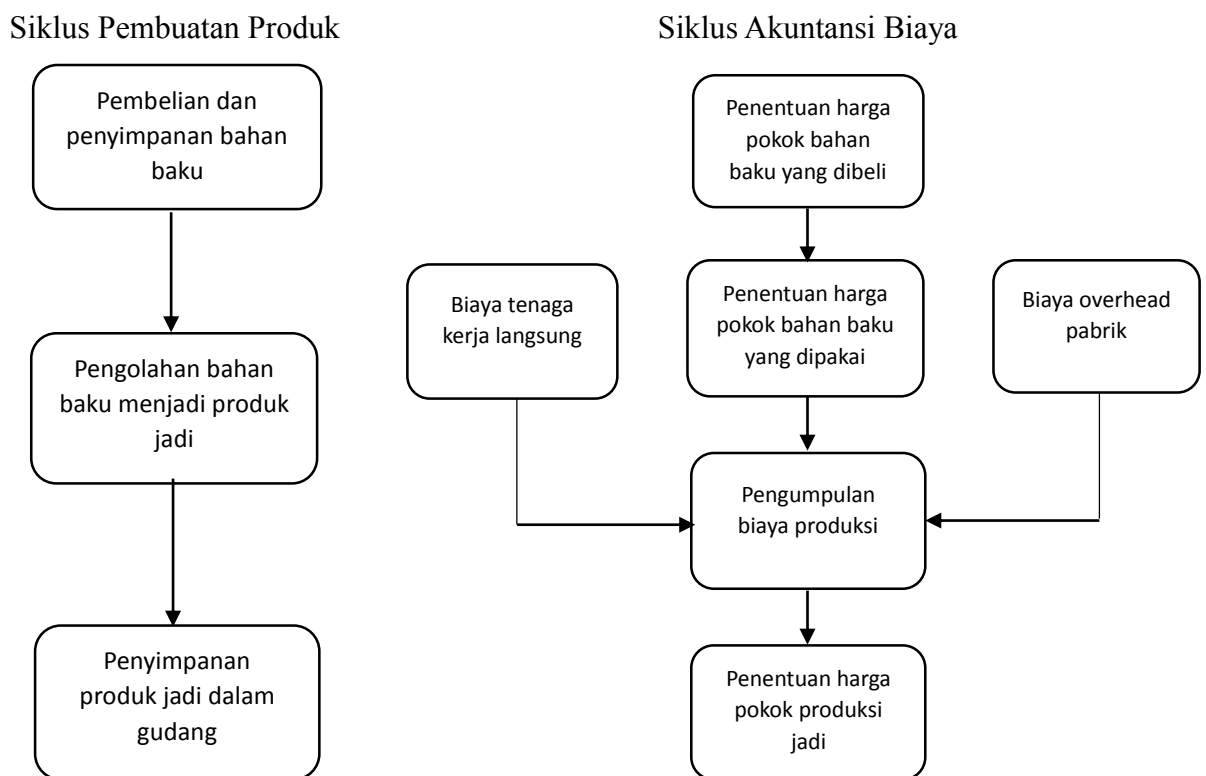 Siklus Pembuatan Produk
Siklus Akuntansi Biaya
Pembelian dan
penyimpanan bahan
baku
Pengolahan bahan
baku menjadi produk
jadi
Penyimpanan
produk jadi dalam
gudang
Penentuan harga
pokok bahan
baku yang dibeli
Biaya tenaga
kerja langsung
Penentuan harga
pokok bahan baku
yang dipakai
Biaya overhead
pabrik
Pengumpulan
biaya produksi
Penentuan harga
pokok produksi
jadi